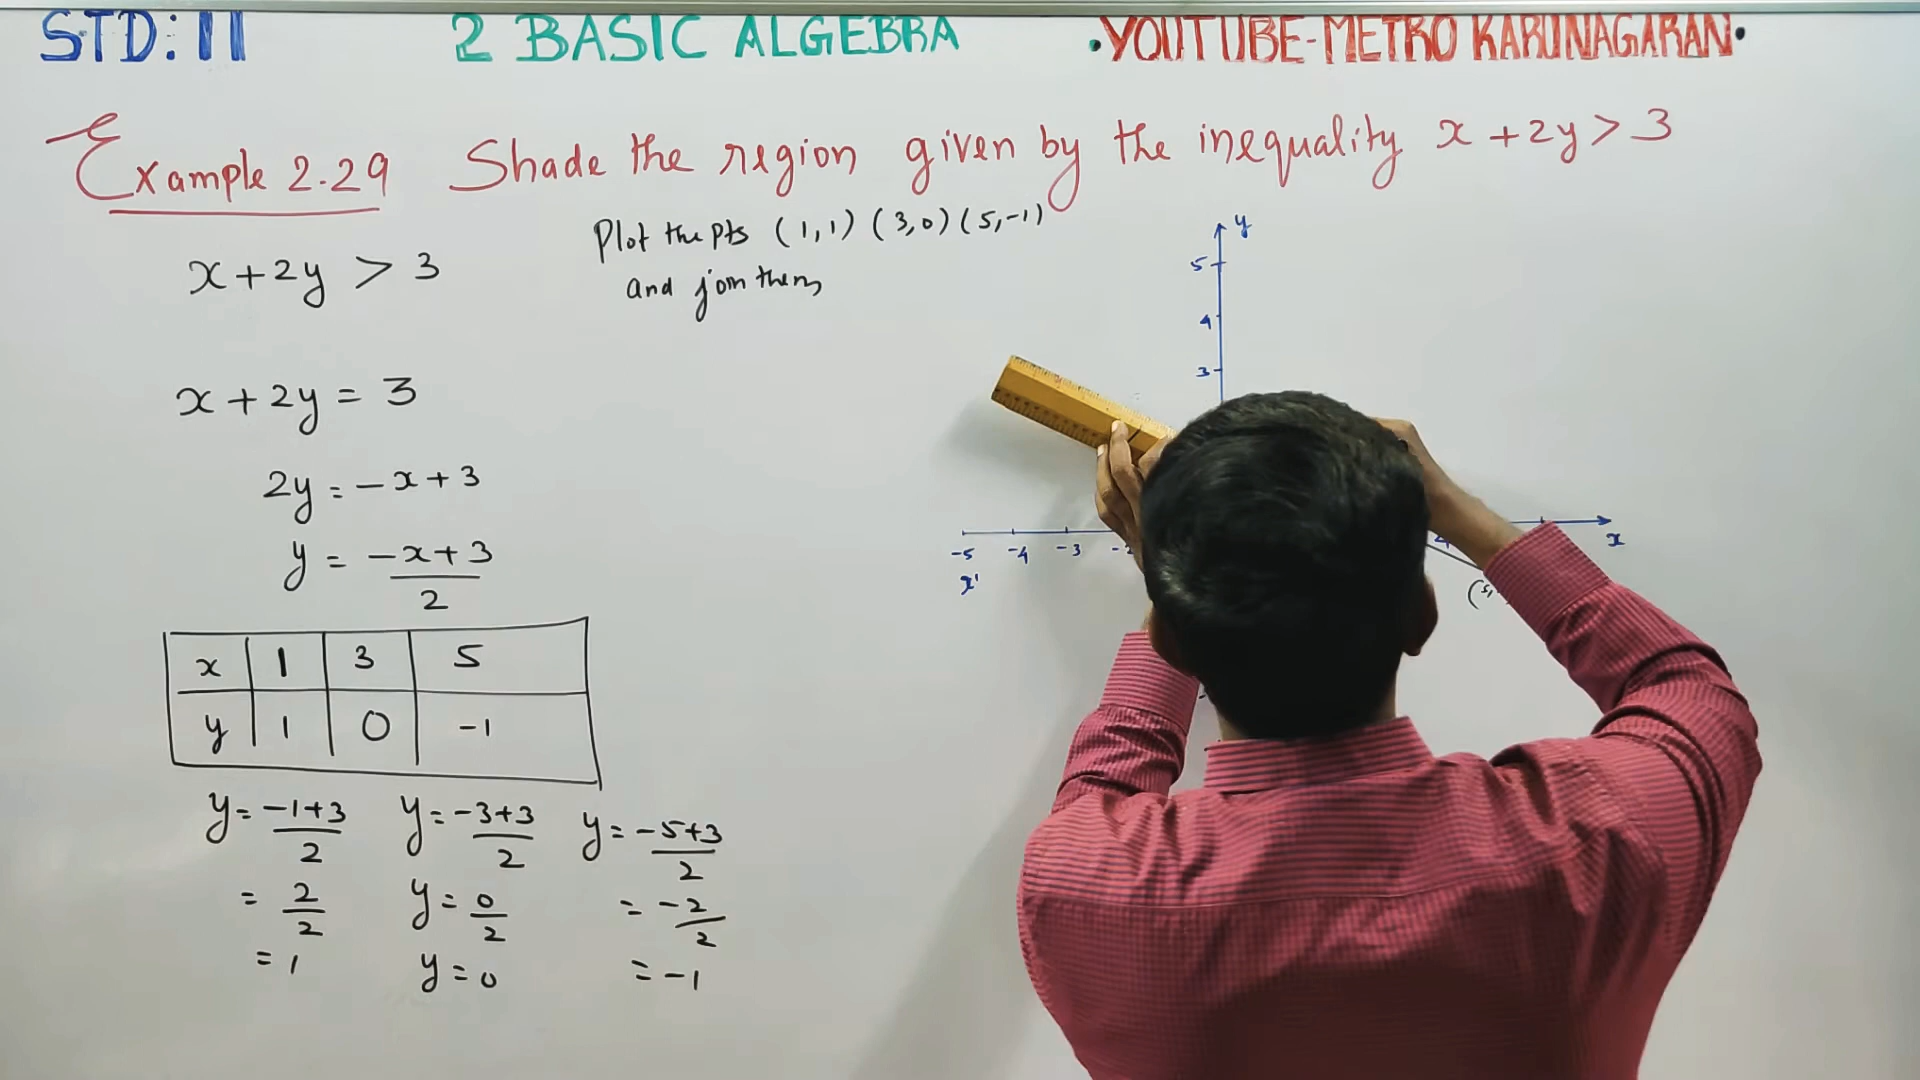 STD: 11 2 BASIC ALGEBRA •YOUTUBE-METRO KARUNAGARAN•
Example 2.29 Shade the region given by the inequality x + 2y > 3
Plot the pts (1,1) (3,0) (5,-1)
and join them
x+2y > 3
x + 2y = 3
2y = -x + 3
y = -x+3
2
x 1 3 5
y 1 0 -1
y = -1+3 y = -3+3 y = -5+3
2 2 2
= 2 y = 0 = -2
2 2 2
= 1 y = 0 = -1
y
5
4
3
-5 -4 -3 x
x'